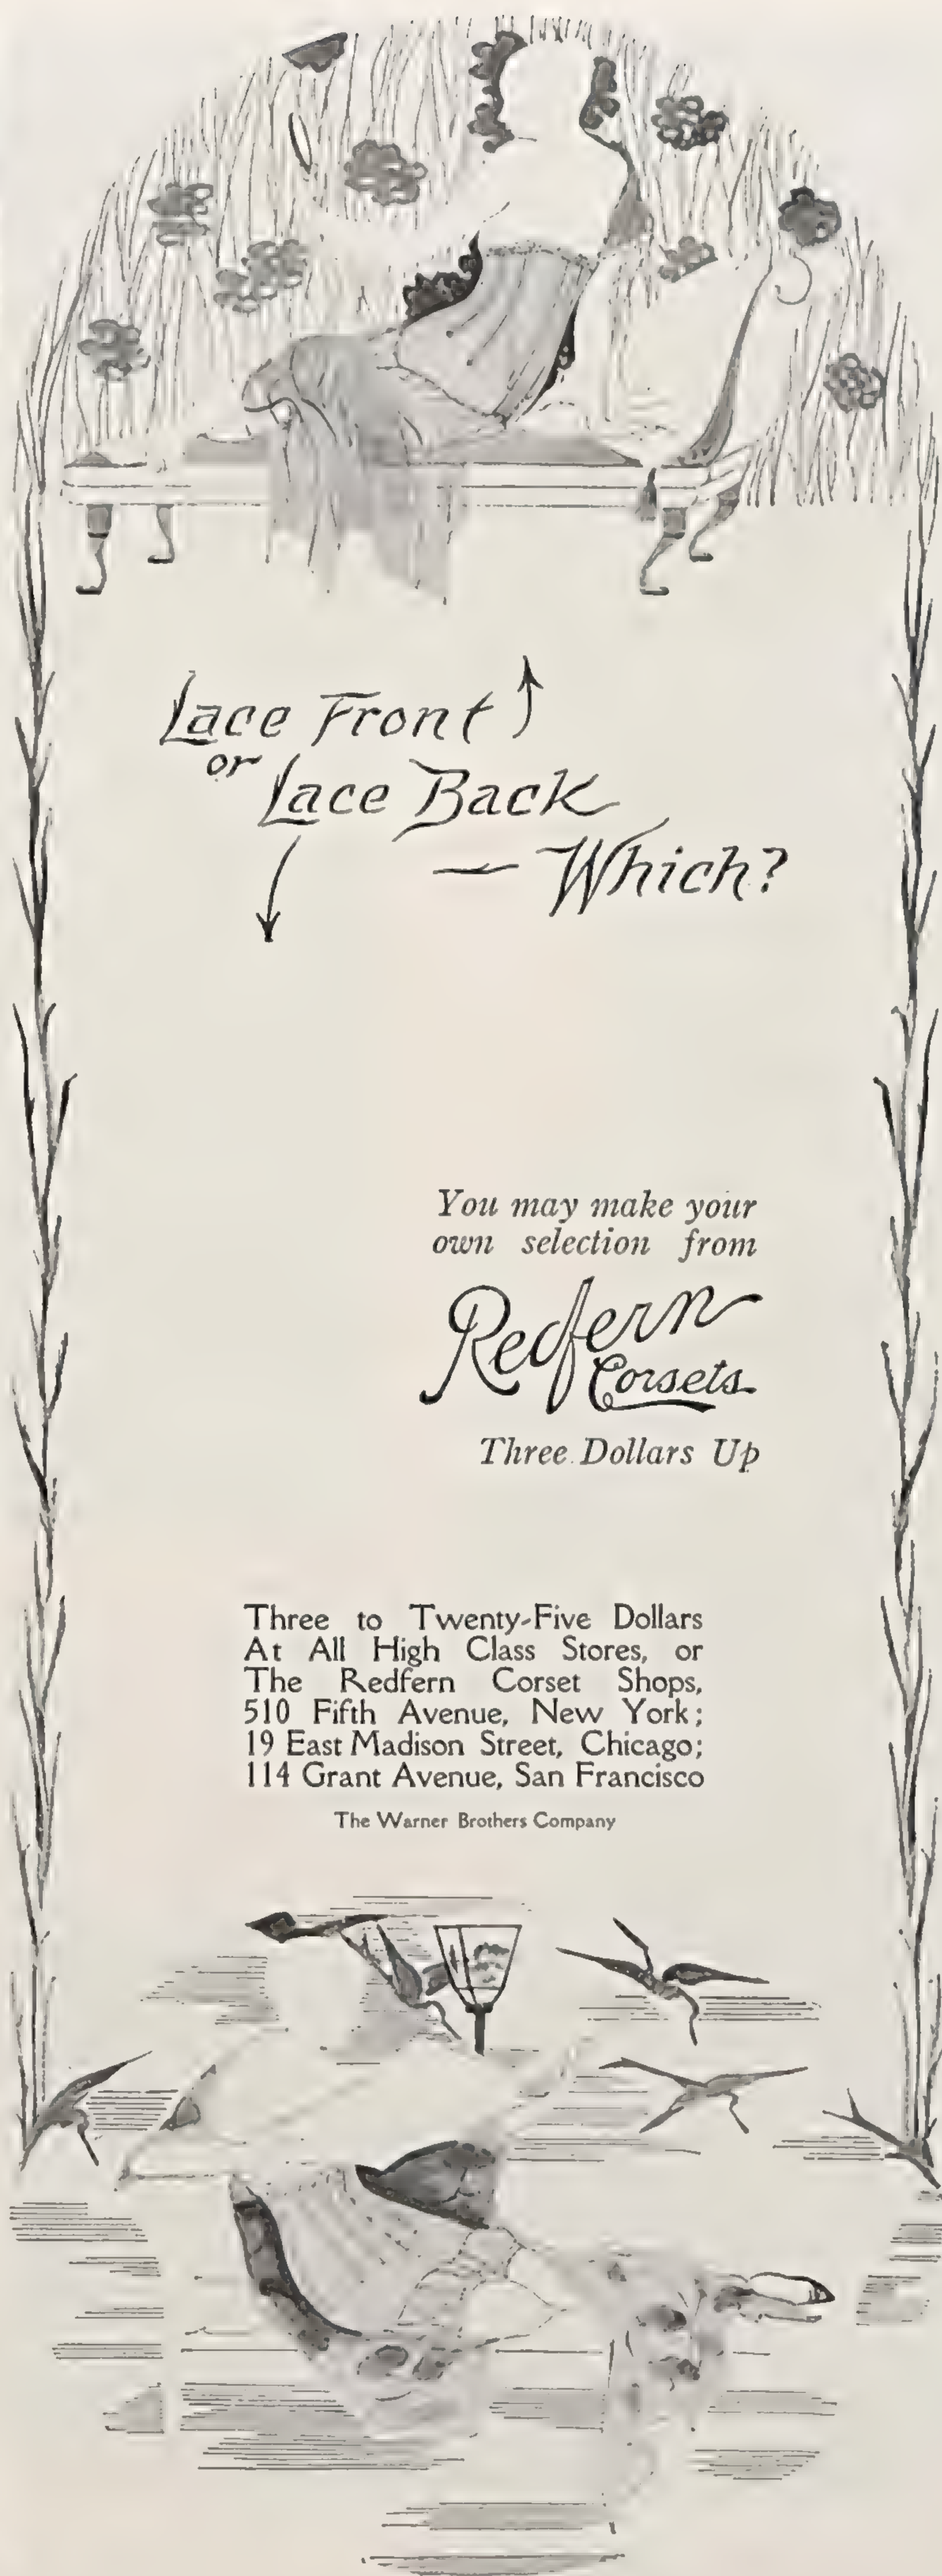 Lace Front
or
Lace Back
— Which?
You may make your
own selection from
Redfern
Corsets
Three Dollars Up
Three to Twenty-Five Dollars
At All High Class Stores, or
The Redfern Corset Shops,
510 Fifth Avenue, New York;
19 East Madison Street, Chicago;
114 Grant Avenue, San Francisco
The Warner Brothers Company